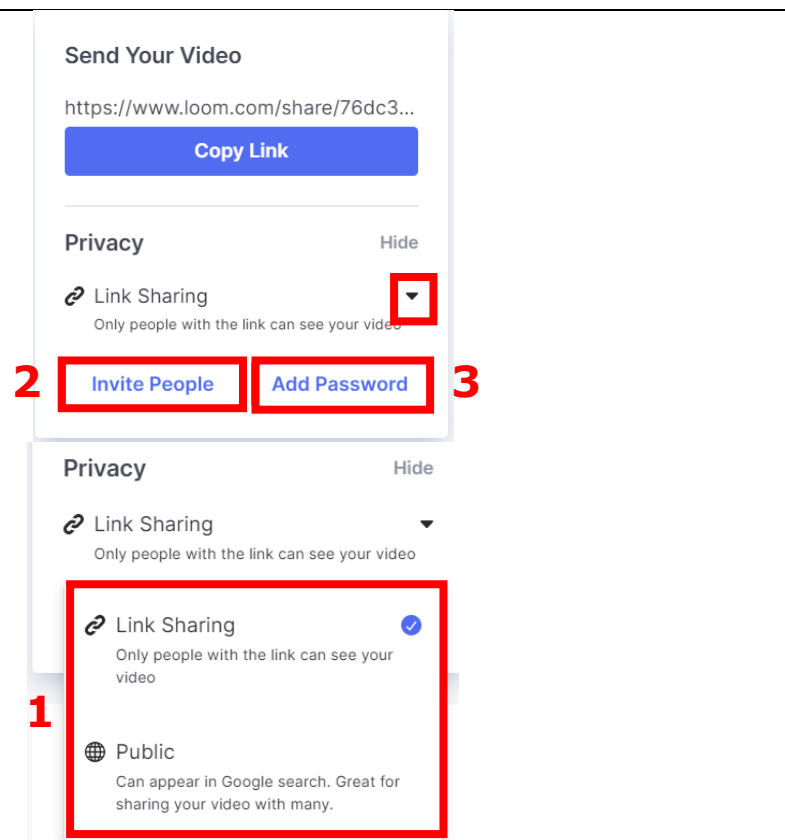 Send Your Video
https://www.loom.com/share/76dc3...
Copy Link
Privacy Hide
Link Sharing
Only people with the link can see your video
2 Invite People Add Password 3
Privacy Hide
Link Sharing
Only people with the link can see your video
Link Sharing
Only people with the link can see your
video
1
Public
Can appear in Google search. Great for
sharing your video with many.